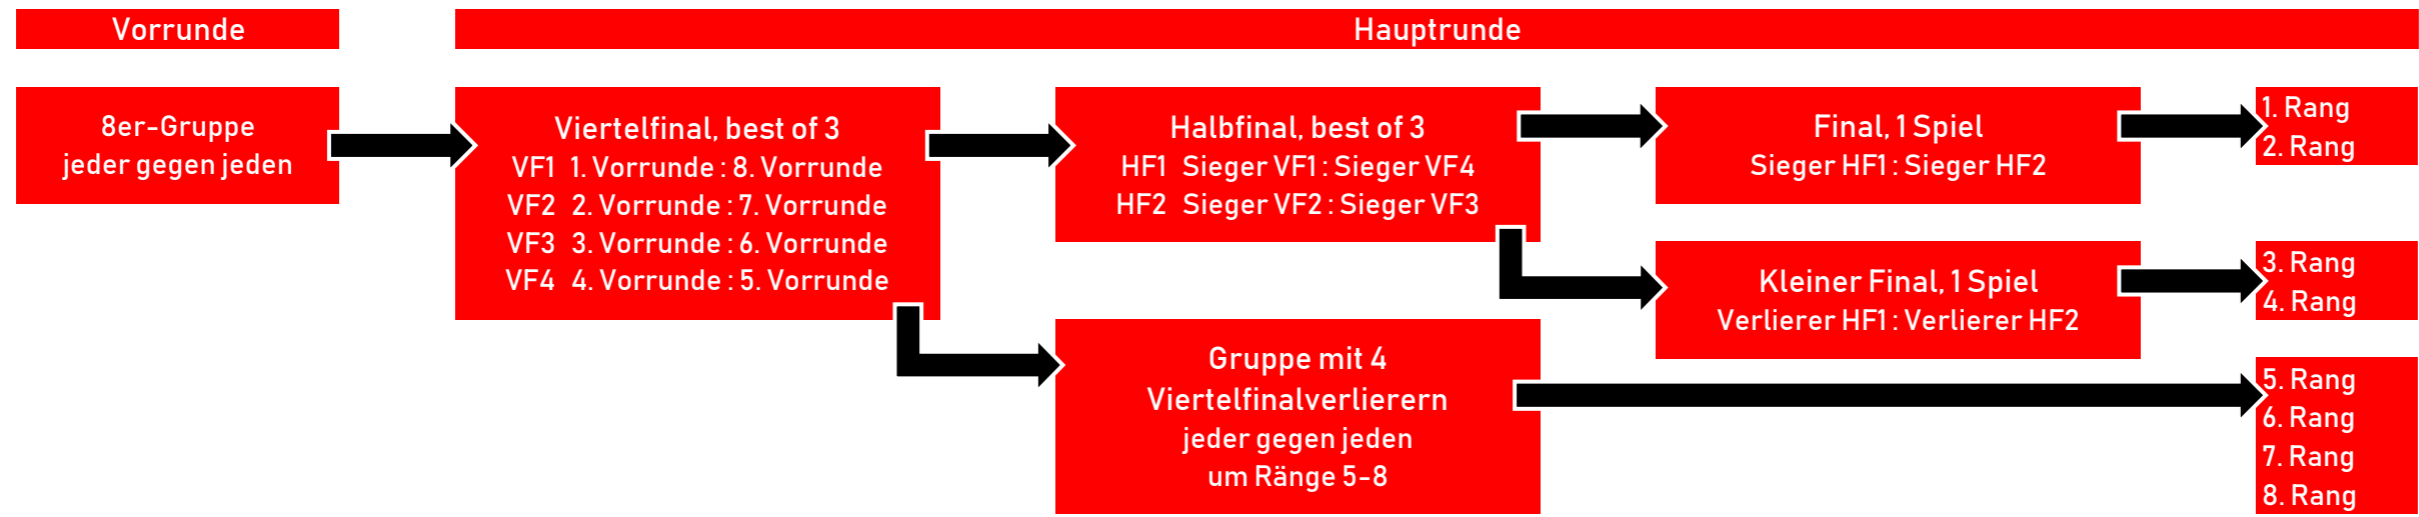 Vorrunde
Hauptrunde
8er-Gruppe
jeder gegen jeden
Viertelfinal, best of 3
VF1 1. Vorrunde : 8. Vorrunde
VF2 2. Vorrunde : 7. Vorrunde
VF3 3. Vorrunde : 6. Vorrunde
VF4 4. Vorrunde : 5. Vorrunde
Halbfinal, best of 3
HF1 Sieger VF1 : Sieger VF4
HF2 Sieger VF2 : Sieger VF3
Gruppe mit 4
Viertelfinalverlierern
jeder gegen jeden
um Ränge 5-8
Final, 1 Spiel
Sieger HF1 : Sieger HF2
Kleiner Final, 1 Spiel
Verlierer HF1 : Verlierer HF2
1. Rang
2. Rang
3. Rang
4. Rang
5. Rang
6. Rang
7. Rang
8. Rang